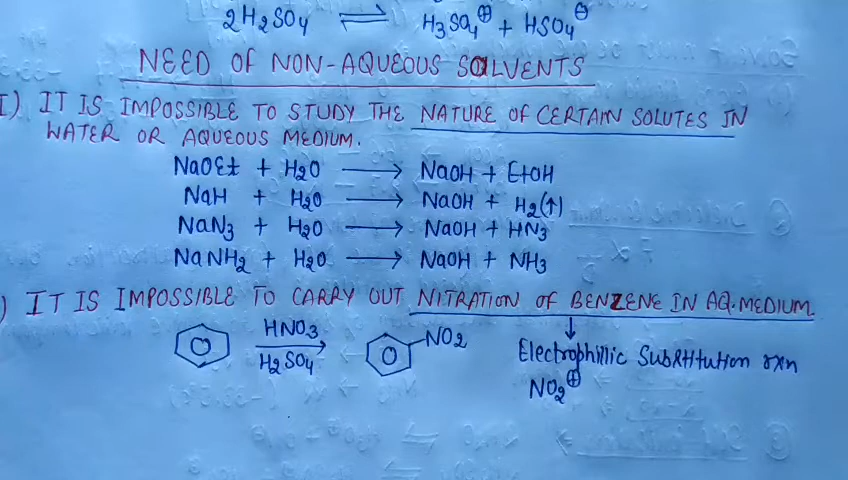 2H₂SO₄ ⇌ H₃SO₄⊕ + HSO₄⊖
NEED OF NON-AQUEOUS SOLVENTS
I) IT IS IMPOSSIBLE TO STUDY THE NATURE OF CERTAIN SOLUTES IN
WATER OR AQUEOUS MEDIUM.
NaOEt + H₂O ⟶ NaOH + EtOH
NaH + H₂O ⟶ NaOH + H₂(↑)
NaN₃ + H₂O ⟶ NaOH + HN₃
NaNH₂ + H₂O ⟶ NaOH + NH₃
) IT IS IMPOSSIBLE TO CARRY OUT NITRATION OF BENZENE IN AQ. MEDIUM.
HNO₃
H₂SO₄
NO₂
Electrophillic Substitution rxn
NO₂⊕